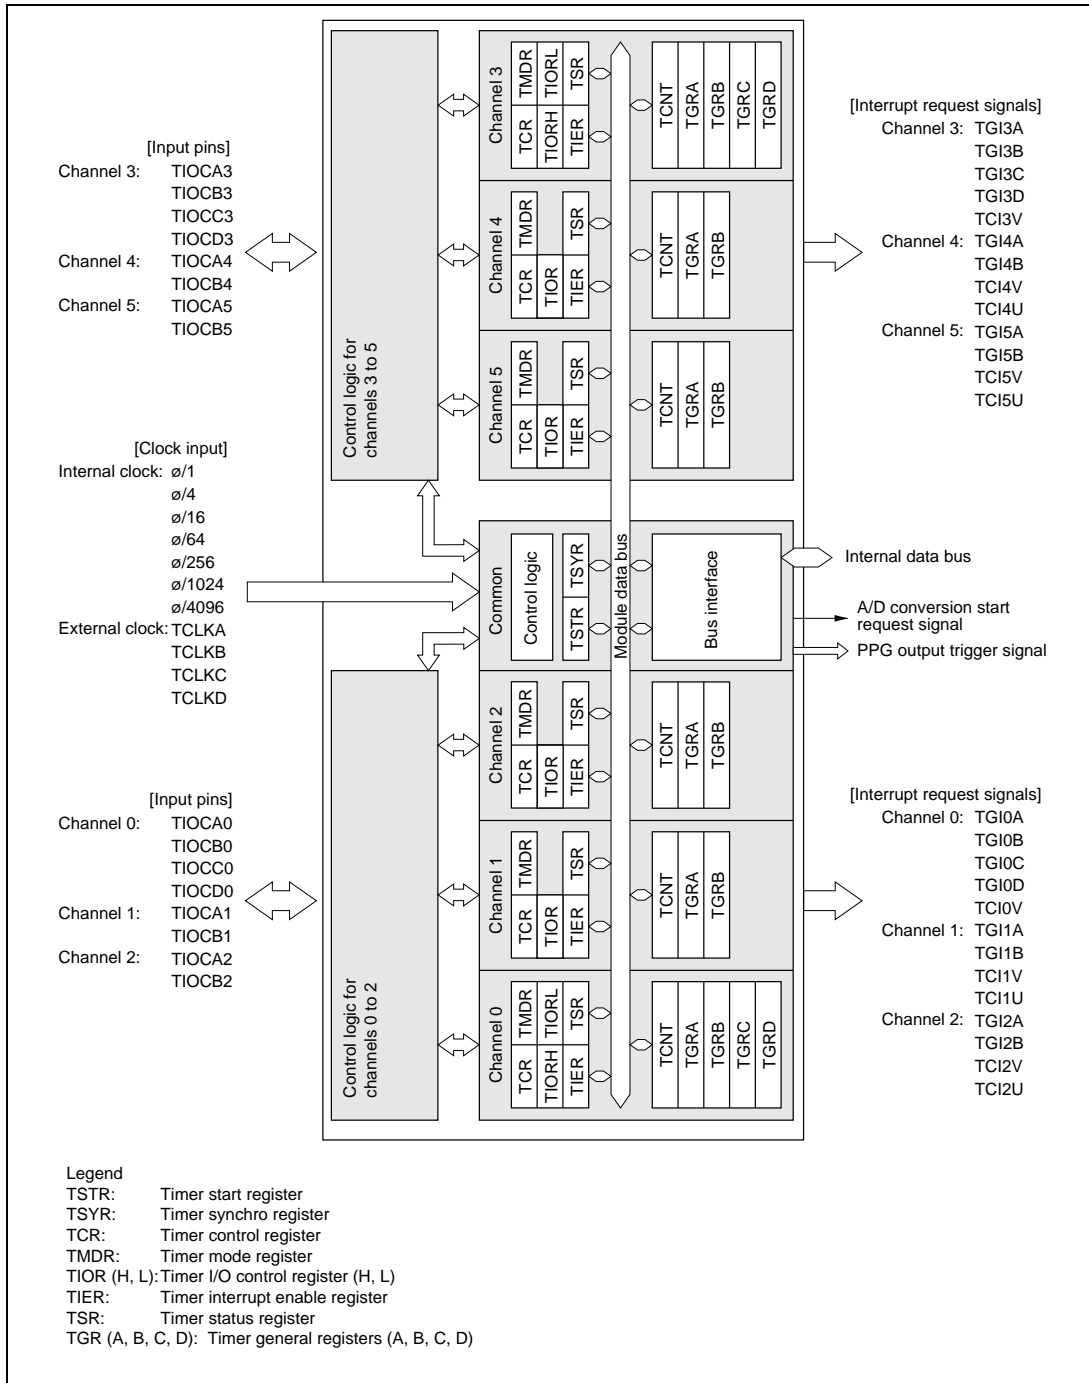 [Input pins]
Channel 3: TIOCA3
TIOCB3
TIOCC3
TIOCD3
Channel 4: TIOCA4
TIOCB4
Channel 5: TIOCA5
TIOCB5
[Clock input]
Internal clock: ø/1
ø/4
ø/16
ø/64
ø/256
ø/1024
ø/4096
External clock: TCLKA
TCLKB
TCLKC
TCLKD
[Input pins]
Channel 0: TIOCA0
TIOCB0
TIOCC0
TIOCD0
Channel 1: TIOCA1
TIOCB1
Channel 2: TIOCA2
TIOCB2
Control logic for
channels 3 to 5
Control logic for
channels 0 to 2
Channel 3
TCR TMDR
TIORH TIORL
TIER TSR
TCNT
TGRA
TGRB
TGRC
TGRD
Channel 4
TCR TMDR
TIOR
TIER TSR
TCNT
TGRA
TGRB
Channel 5
TCR TMDR
TIOR
TIER TSR
TCNT
TGRA
TGRB
Common
Control logic
TSTR TSYR
Module data bus
Bus interface
Channel 2
TCR TMDR
TIOR
TIER TSR
TCNT
TGRA
TGRB
Channel 1
TCR TMDR
TIOR
TIER TSR
TCNT
TGRA
TGRB
Channel 0
TCR TMDR
TIORH TIORL
TIER TSR
TCNT
TGRA
TGRB
TGRC
TGRD
[Interrupt request signals]
Channel 3: TGI3A
TGI3B
TGI3C
TGI3D
TCI3V
Channel 4: TGI4A
TGI4B
TCI4V
TCI4U
Channel 5: TGI5A
TGI5B
TCI5V
TCI5U
Internal data bus
A/D conversion start
request signal
PPG output trigger signal
[Interrupt request signals]
Channel 0: TGI0A
TGI0B
TGI0C
TGI0D
TCI0V
Channel 1: TGI1A
TGI1B
TCI1V
TCI1U
Channel 2: TGI2A
TGI2B
TCI2V
TCI2U
Legend
TSTR: Timer start register
TSYR: Timer synchro register
TCR: Timer control register
TMDR: Timer mode register
TIOR (H, L): Timer I/O control register (H, L)
TIER: Timer interrupt enable register
TSR: Timer status register
TGR (A, B, C, D): Timer general registers (A, B, C, D)